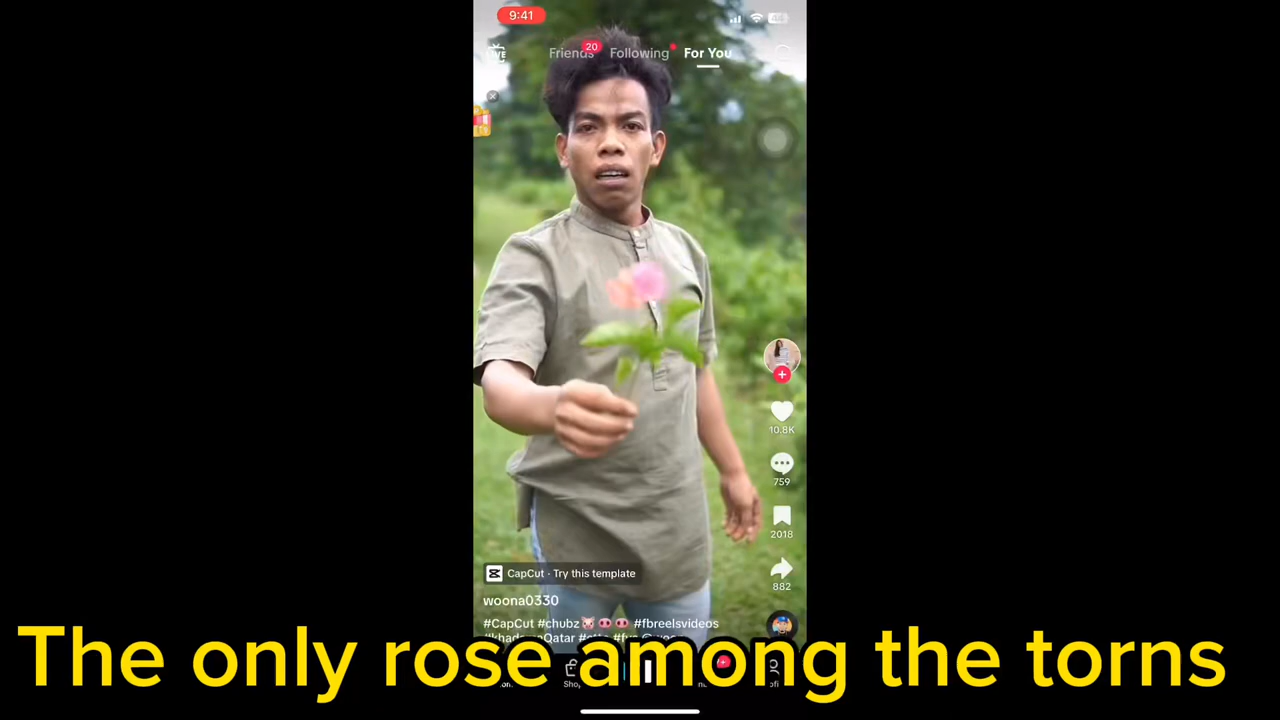 9:41
LIVE
Friends 20 Following For You
10.8K
759
2018
882
CapCut · Try this template
woona0330
#CapCut #chubz🐷🐽🐽 #fbreelsvideos
The only rose among the torns